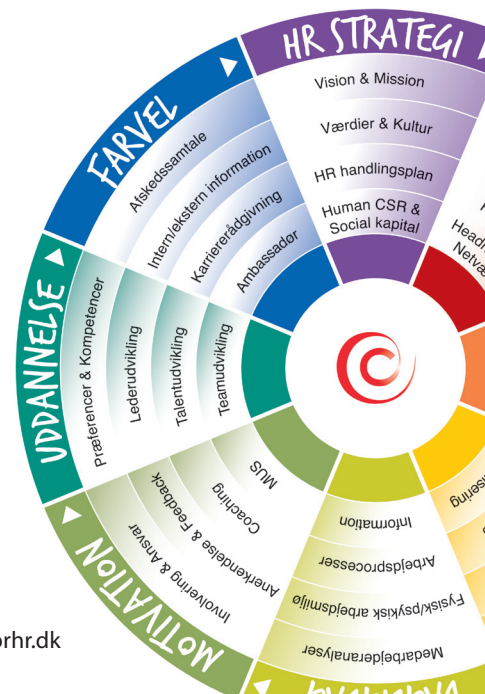 HR STRATEGI
Vision & Mission
Værdier & Kultur
HR handlingsplan
Human CSR &
Social kapital
FARVEL
Afskedssamtale
Intern/ekstern information
Karriererådgivning
Ambassadør
UDDANNELSE
Præferencer & Kompetencer
Lederudvikling
Talentudvikling
Teamudvikling
MOTIVATION
Involvering & Ansvar
Anerkendelse & Feedback
Coaching
MUS
Information
Arbejdsprocesser
Fysisk/psykisk arbejdsmiljø
Medarbejderanalyser
orhr.dk